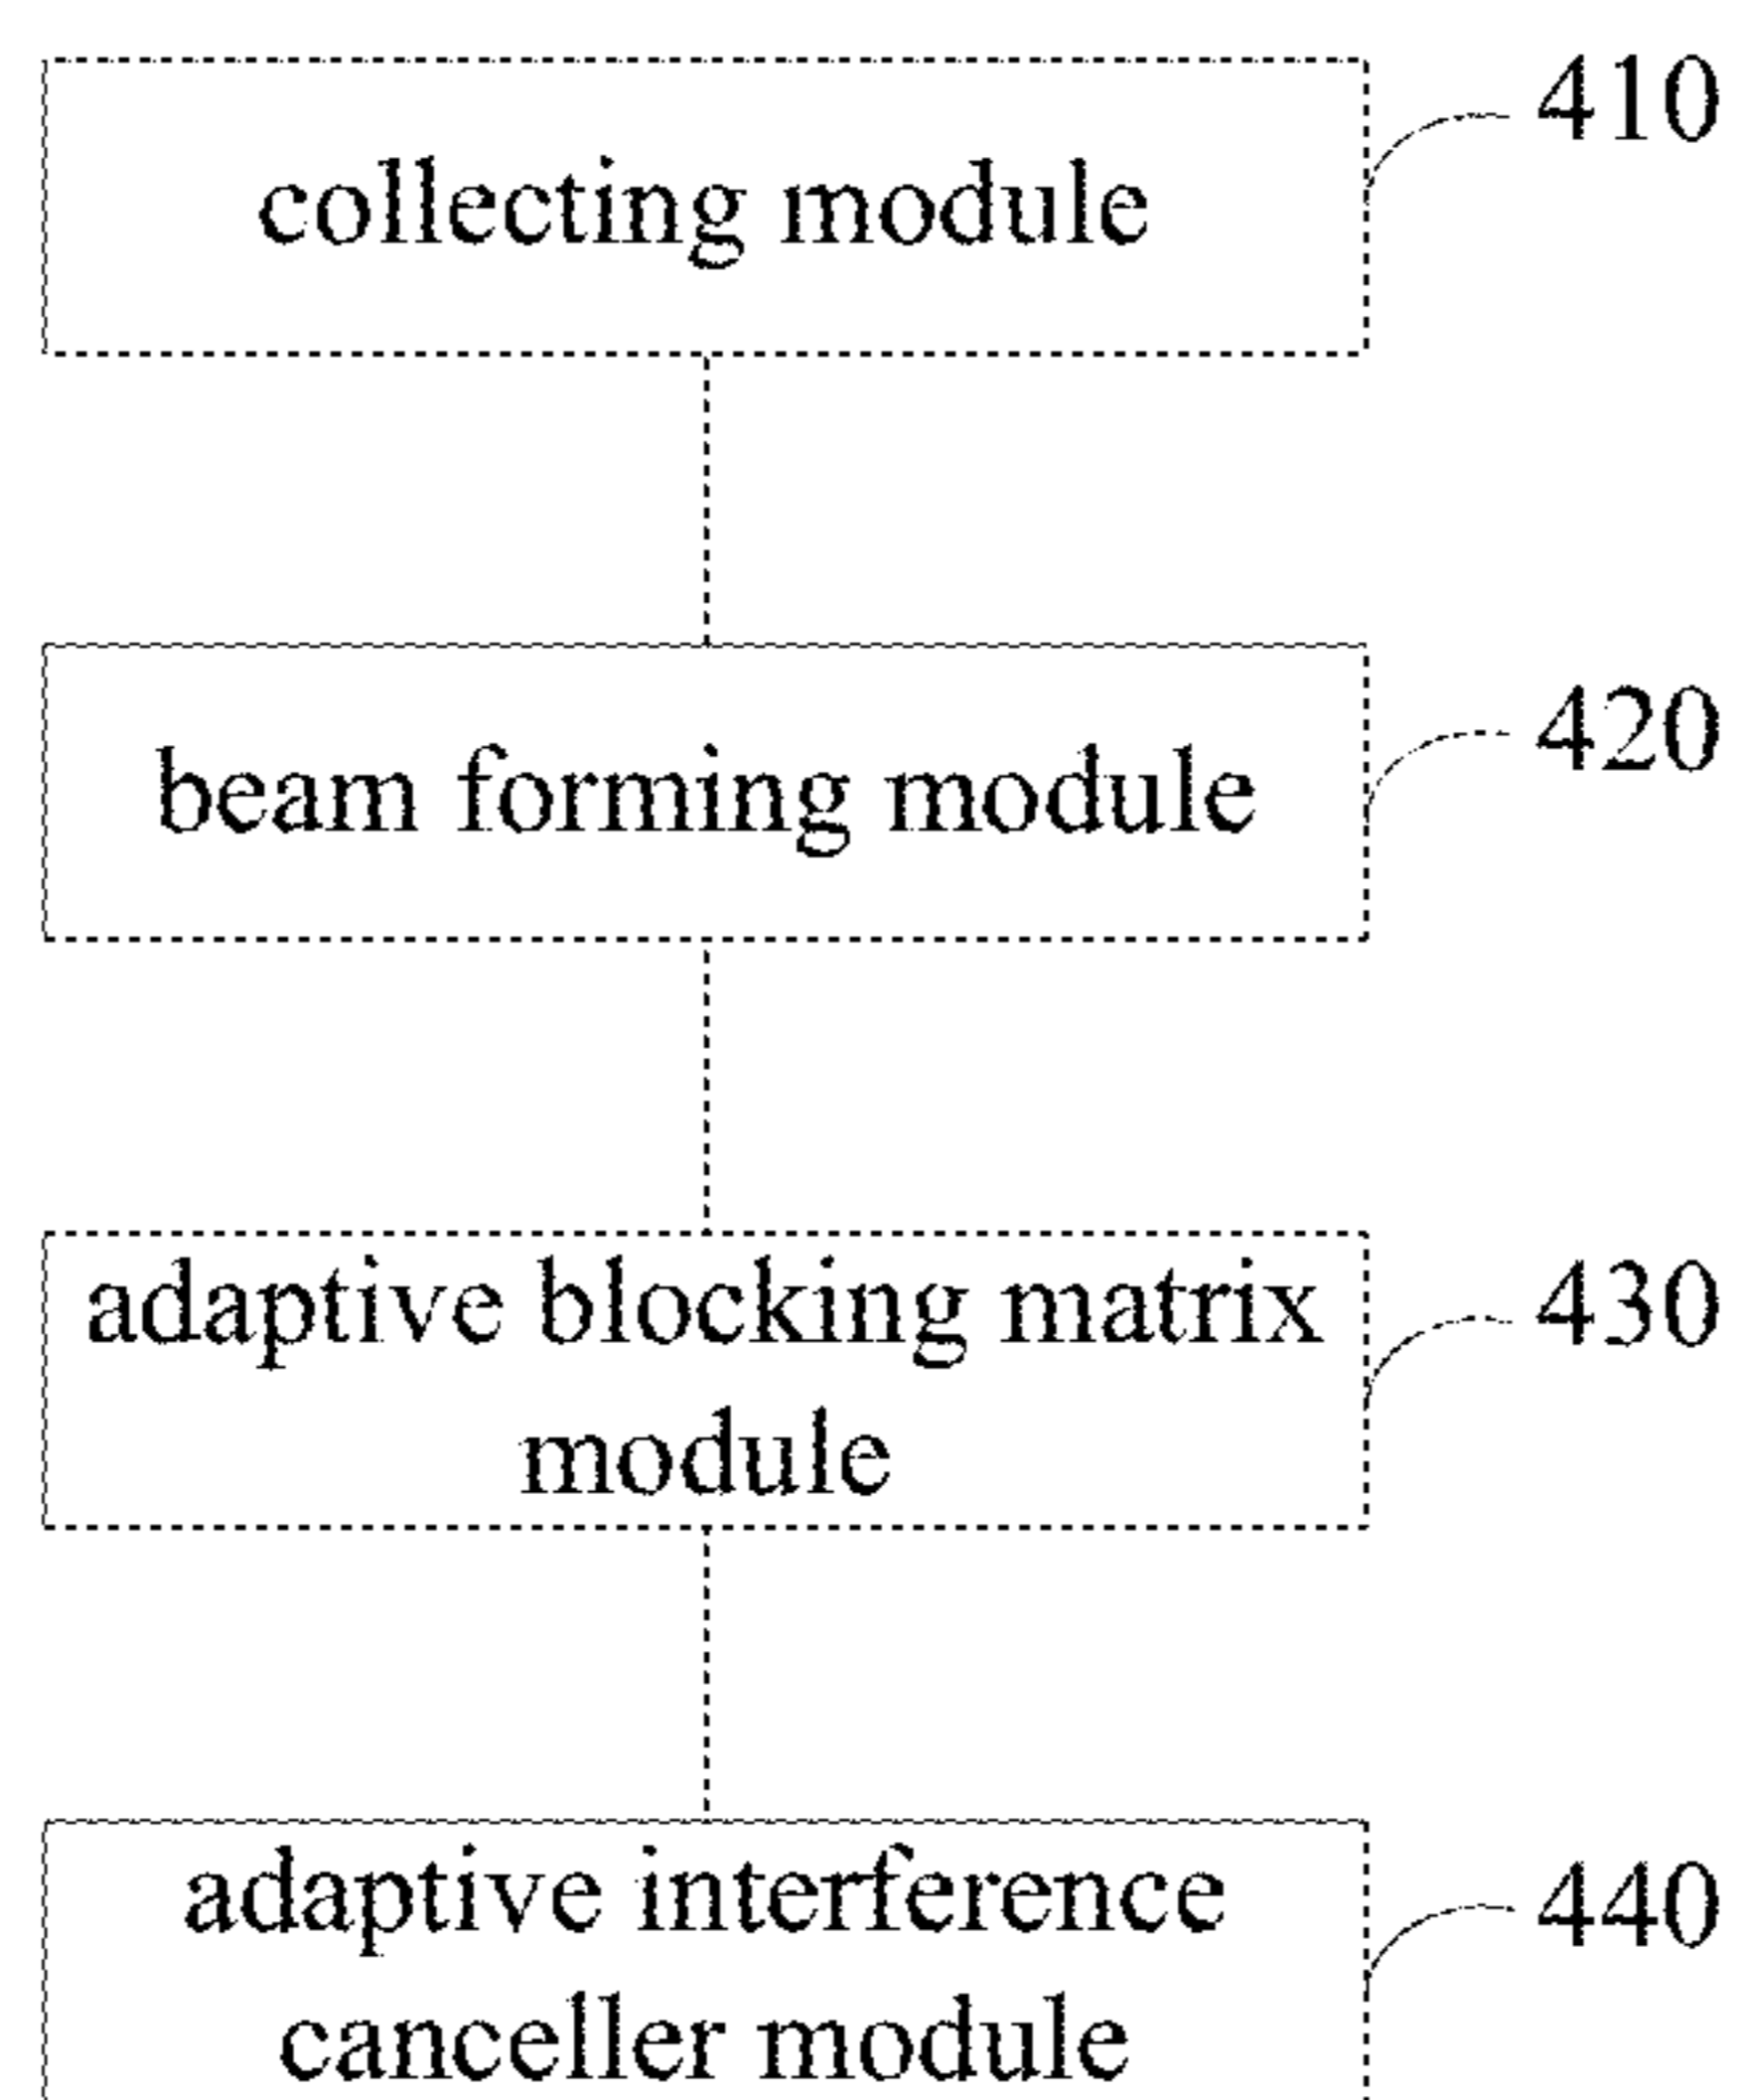 collecting module
410
beam forming module
420
adaptive blocking matrix
module
430
adaptive interference
canceller module
440